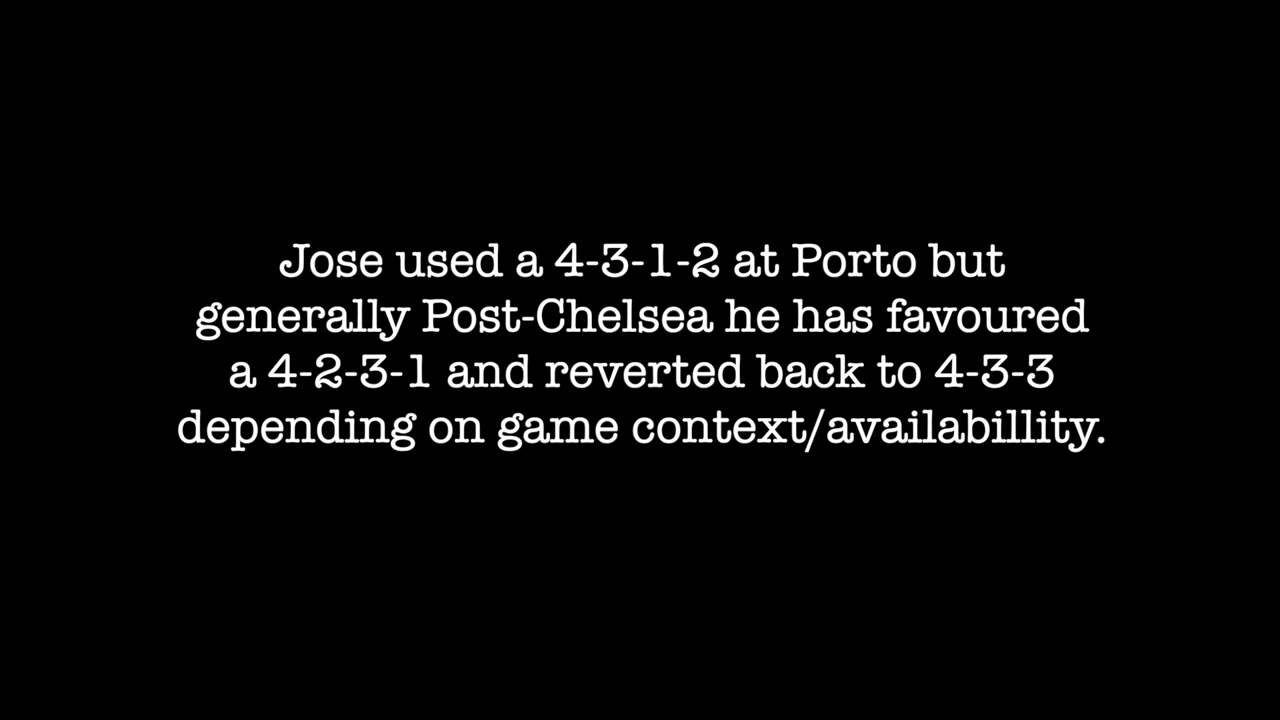 Jose used a 4-3-1-2 at Porto but
generally Post-Chelsea he has favoured
a 4-2-3-1 and reverted back to 4-3-3
depending on game context/availabillity.